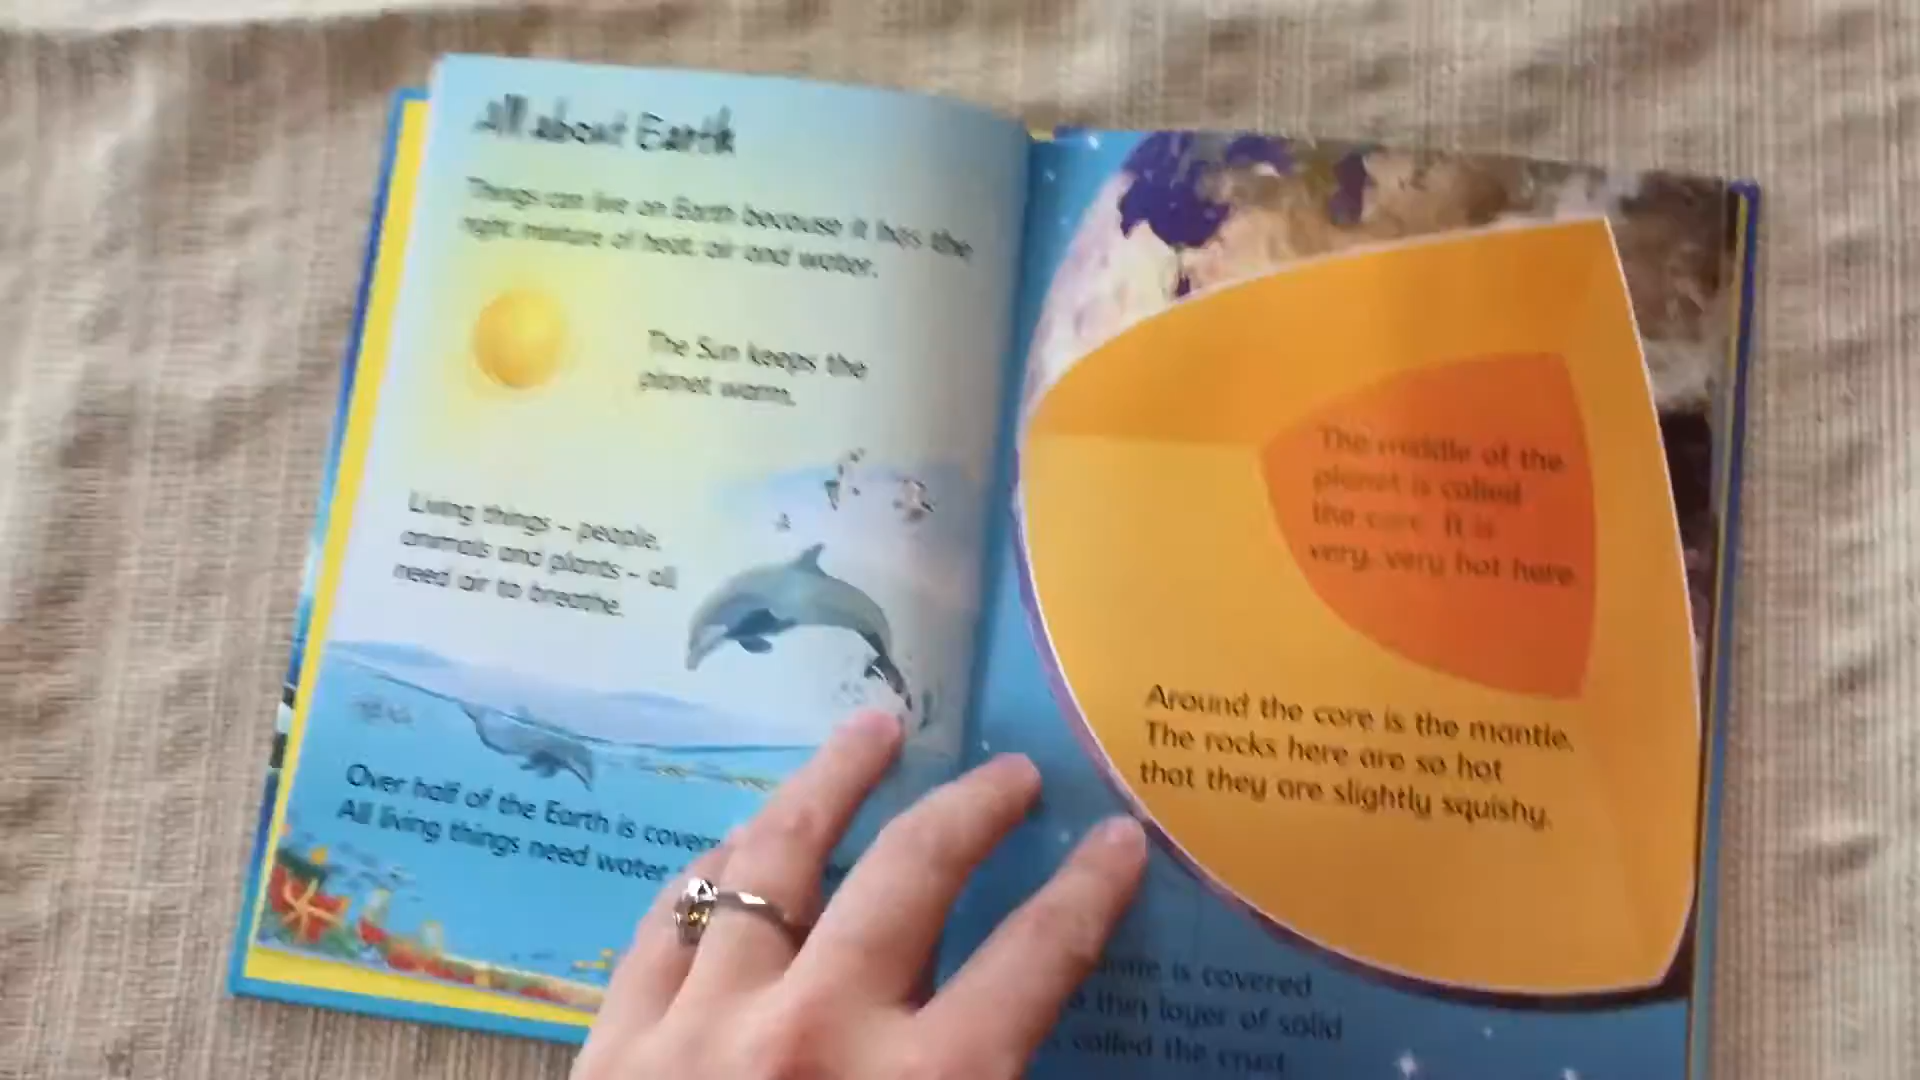 All about Earth
Things can live on Earth because it has the
right mixture of heat, air and water.
The Sun keeps the
planet warm.
Living things – people,
animals and plants – all
need air to breathe.
Over half of the Earth is
All living things need water
The middle of the
planet is called
the core. It is
very, very hot here.
Around the core is the mantle.
The rocks here are so hot
that they are slightly squishy.
is covered
thin layer of solid
called the crust.